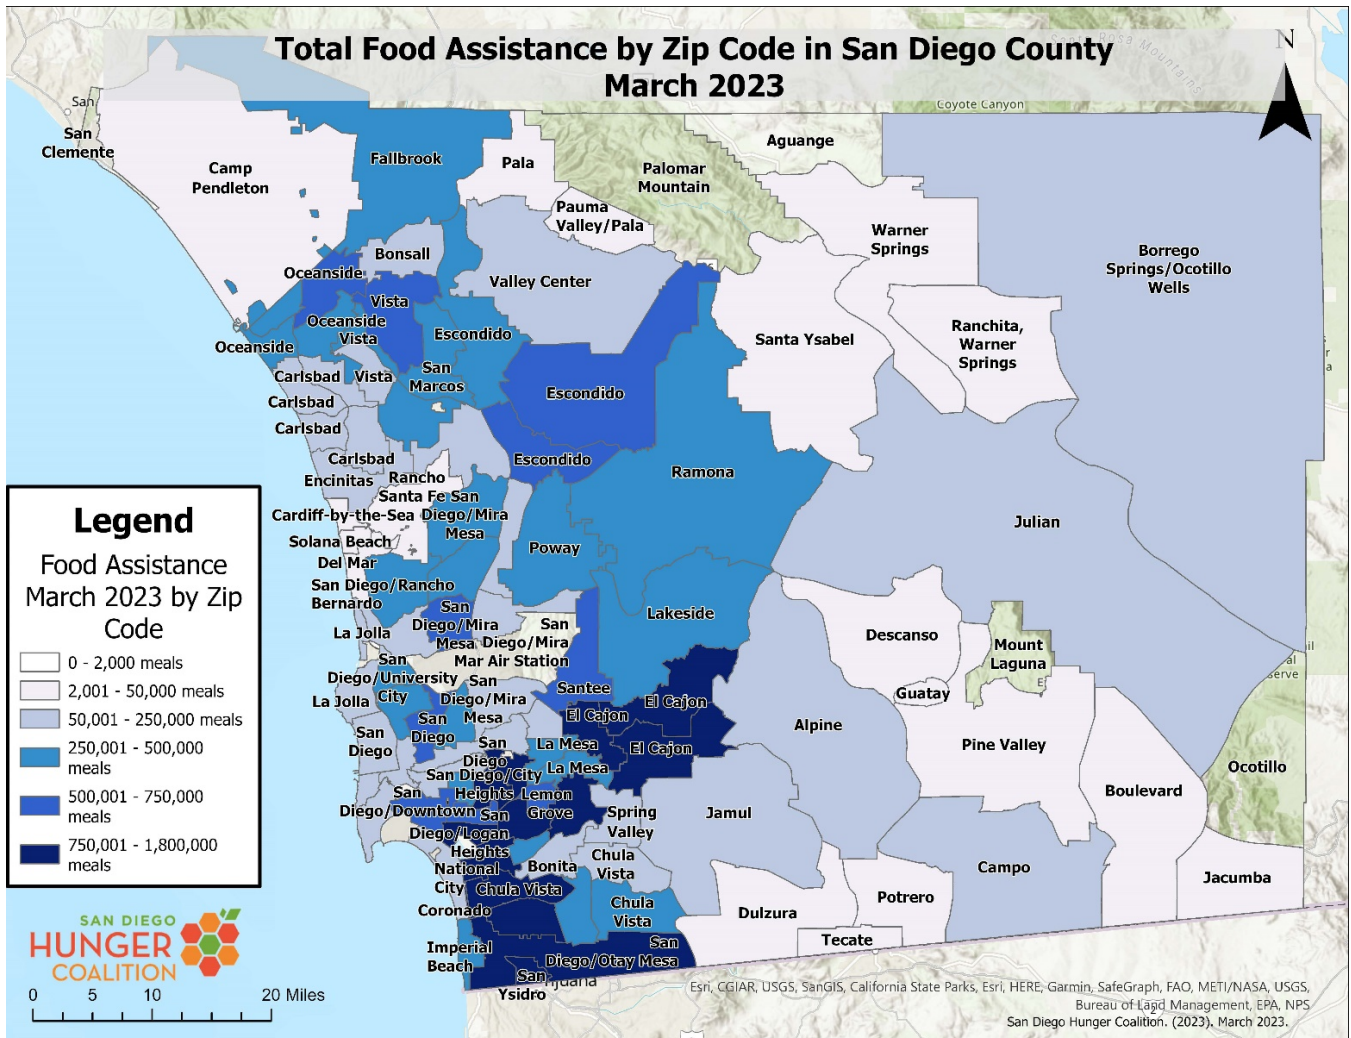 Total Food Assistance by Zip Code in San Diego County
March 2023
N
Coyote Canyon
San
San
Clemente
Camp
Pendleton
Fallbrook
Pala
Palomar
Mountain
Aguange
Pauma
Valley/Pala
Warner
Springs
Borrego
Springs/Ocotillo
Wells
Oceanside
Bonsall
Valley Center
Vista
Oceanside
Vista
Escondido
Oceanside
Santa Ysabel
Ranchita,
Warner
Springs
Carlsbad
Vista
San
Marcos
Carlsbad
Carlsbad
Escondido
Carlsbad
Escondido
Ramona
Encinitas
Rancho
Santa Fe
San
Diego/Mira
Mesa
Cardiff-by-the-Sea
Solana Beach
Del Mar
Poway
Julian
San Diego/Rancho
Bernardo
La Jolla
San
Diego/Mira
Mesa
San
Diego/Mira
Mar Air Station
Lakeside
Descanso
Mount
Laguna
Guatay
San
Diego/University
City
San
Diego/Mira
Mesa
Santee
La Jolla
El Cajon
El Cajon
San
Diego
San
Diego
El Cajon
Alpine
Pine Valley
Boulevard
Ocotillo
San
Diego
La Mesa
La Mesa
San Diego/City
Heights
Lemon
Grove
San
Diego/Downtown
San
Diego/Logan
Heights
Spring
Valley
Jamul
National
City
Bonita
Chula
Vista
Campo
Jacumba
Chula Vista
Coronado
Chula
Vista
Dulzura
Potrero
Tecate
Imperial
Beach
San
Diego/Otay Mesa
San
Ysidro
Legend
Food Assistance
March 2023 by Zip
Code
0 - 2,000 meals
2,001 - 50,000 meals
50,001 - 250,000 meals
250,001 - 500,000
meals
500,001 - 750,000
meals
750,001 - 1,800,000
meals
SAN DIEGO
HUNGER
COALITION
0 5 10 20 Miles
Esri, CGIAR, USGS, SanGIS, California State Parks, Esri, HERE, Garmin, SafeGraph, FAO, METI/NASA, USGS,
Bureau of Land Management, EPA, NPS
2
San Diego Hunger Coalition. (2023). March 2023.